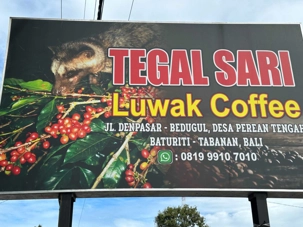 TEGAL SARI
Luwak Coffee
JL. DENPASAR - BEDUGUL, DESA PEREAN TENGAH
BATURITI - TABANAN, BALI
: 0819 9910 7010